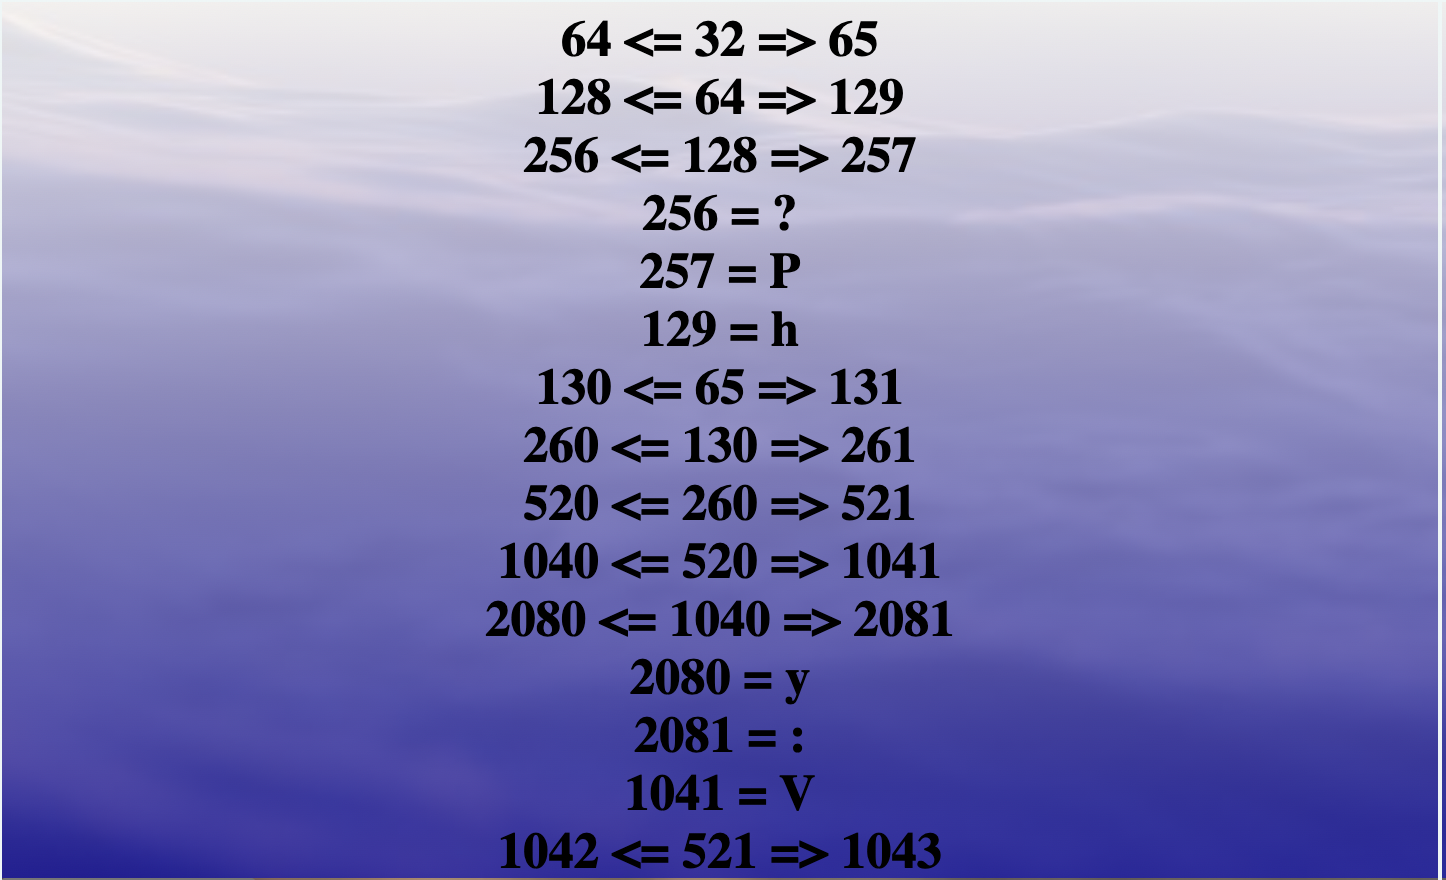 64 <= 32 => 65
128 <= 64 => 129
256 <= 128 => 257
256 = ?
257 = P
129 = h
130 <= 65 => 131
260 <= 130 => 261
520 <= 260 => 521
1040 <= 520 => 1041
2080 <= 1040 => 2081
2080 = y
2081 = :
1041 = V
1042 <= 521 => 1043